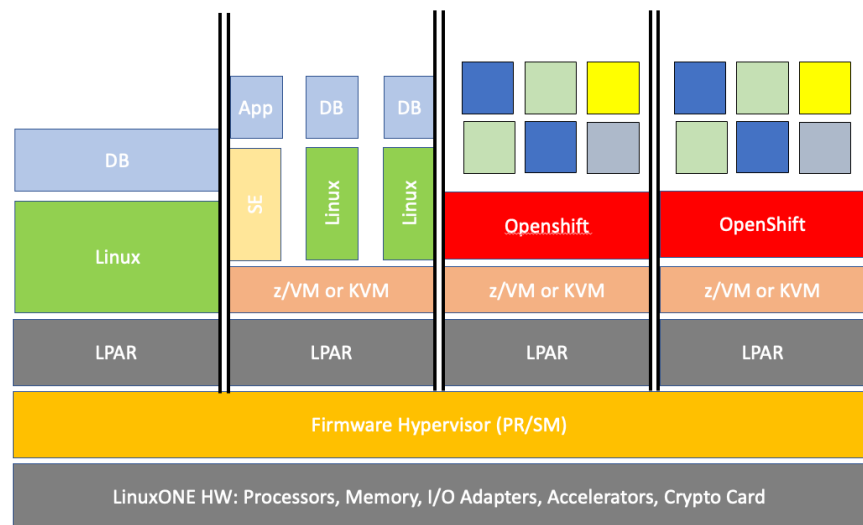 App
DB
DB
DB
SE
Linux
Linux
Linux
Openshift
OpenShift
z/VM or KVM
z/VM or KVM
z/VM or KVM
LPAR
LPAR
LPAR
LPAR
Firmware Hypervisor (PR/SM)
LinuxONE HW: Processors, Memory, I/O Adapters, Accelerators, Crypto Card